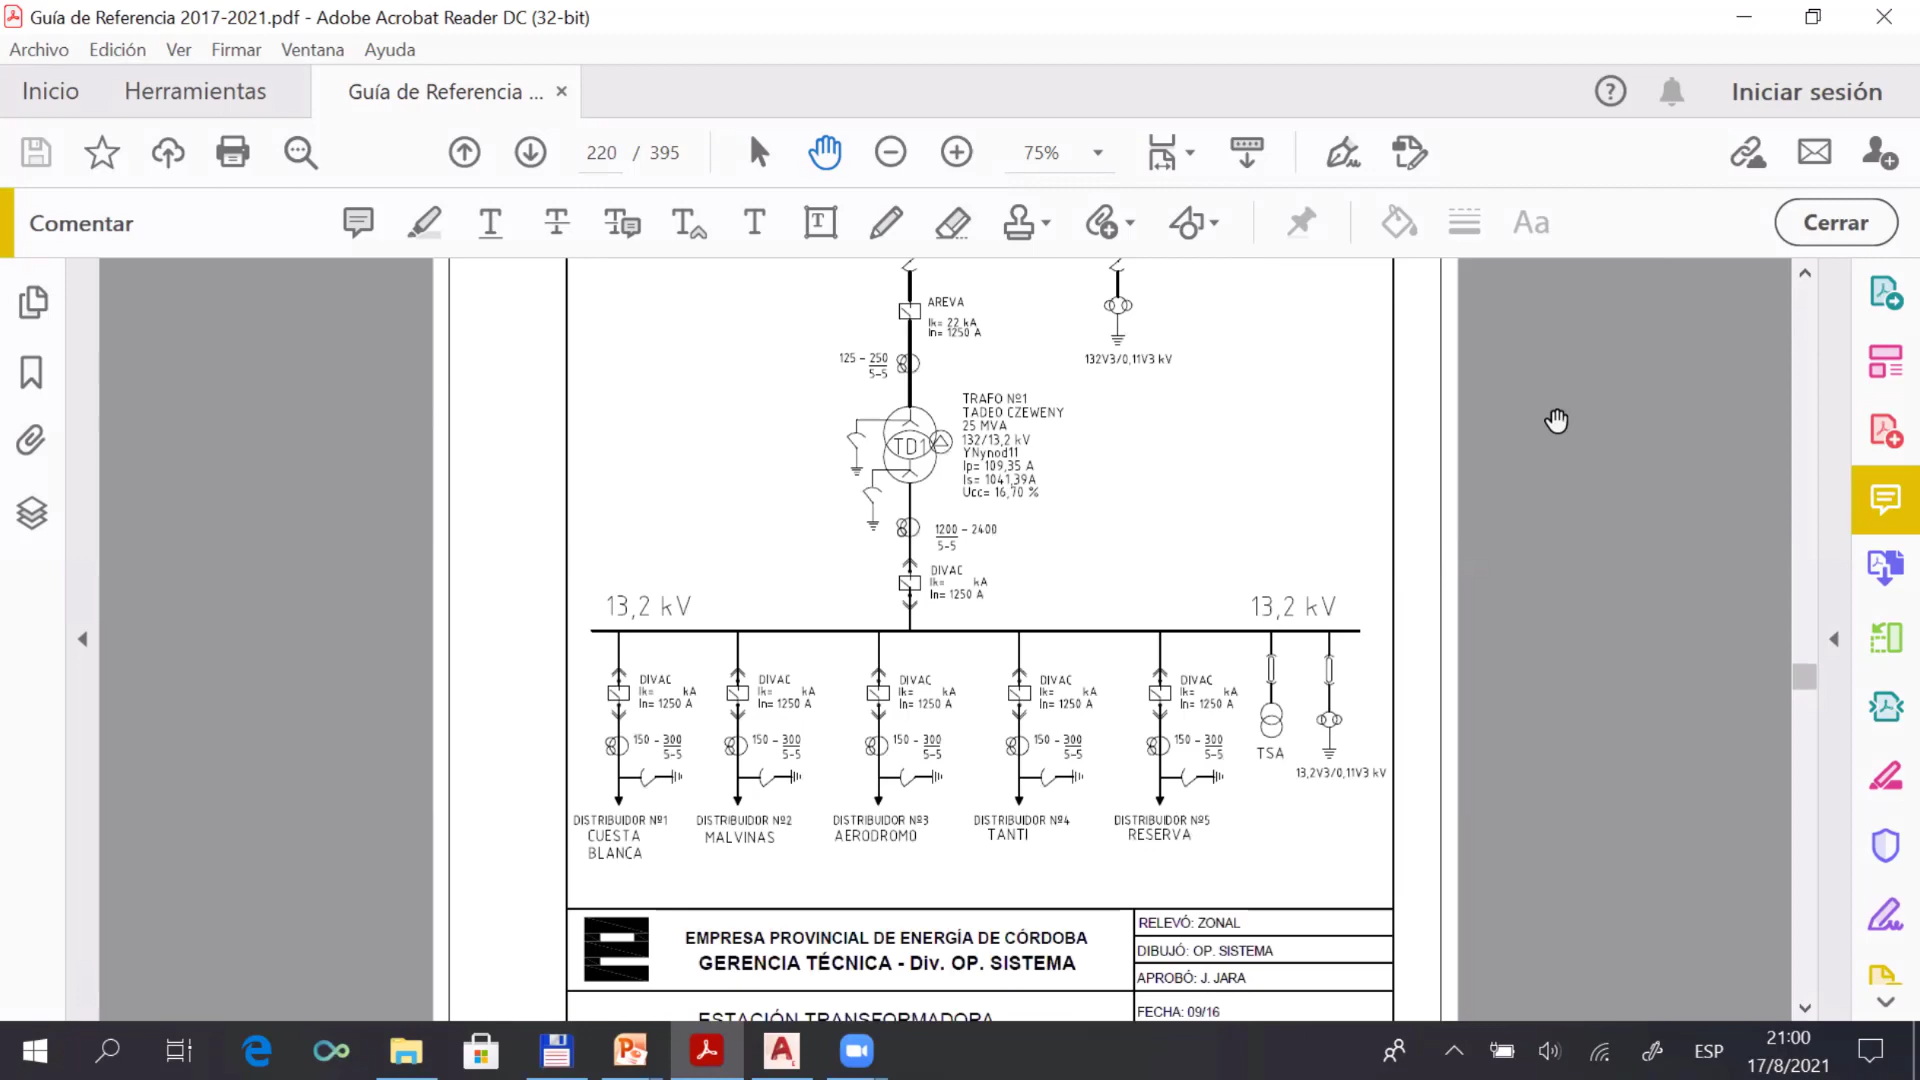 Guía de Referencia 2017-2021.pdf - Adobe Acrobat Reader DC (32-bit)
Archivo Edición Ver Firmar Ventana Ayuda
Inicio Herramientas Guía de Referencia ... × Iniciar sesión
220 / 395 75%
Comentar Cerrar
AREVA
Ik= 22 kA
In= 1250 A
125 - 250
5-5
132V3/0,11V3 kV
TRAFO Nº1
TADEO CZEWENY
25 MVA
132/13,2 kV
YNynod11
Ip= 109,35 A
Is= 1041,39A
Ucc= 16,70 %
TD1
1200 - 2400
5-5
DIVAC
Ik= kA
In= 1250 A
13,2 kV 13,2 kV
DIVAC DIVAC DIVAC DIVAC DIVAC
Ik= kA Ik= kA Ik= kA Ik= kA Ik= kA
In= 1250 A In= 1250 A In= 1250 A In= 1250 A In= 1250 A
150 - 300 150 - 300 150 - 300 150 - 300 150 - 300
5-5 5-5 5-5 5-5 5-5
TSA
13,2V3/0,11V3 kV
DISTRIBUIDOR Nº1 DISTRIBUIDOR Nº2 DISTRIBUIDOR Nº3 DISTRIBUIDOR Nº4 DISTRIBUIDOR Nº5
CUESTA MALVINAS AERODROMO TANTI RESERVA
BLANCA
EMPRESA PROVINCIAL DE ENERGÍA DE CÓRDOBA
GERENCIA TÉCNICA - Div. OP. SISTEMA
RELEVÓ: ZONAL
DIBUJÓ: OP. SISTEMA
APROBÓ: J. JARA
ESTACIÓN TRANSFORMADORA
FECHA: 09/16
ESP
21:00
17/8/2021